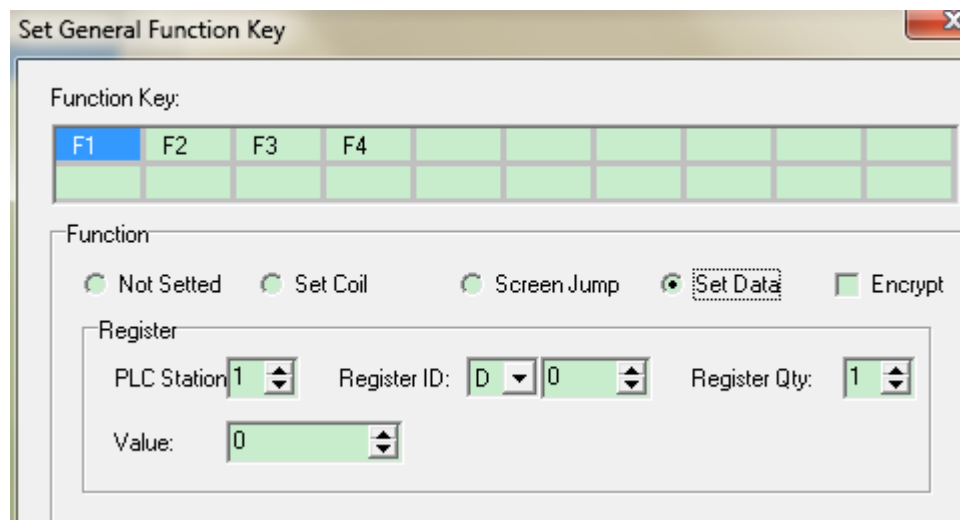 Set General Function Key
Function Key:
F1 F2 F3 F4
Function
Not Setted Set Coil Screen Jump Set Data Encrypt
Register
PLC Station 1 Register ID: D 0 Register Qty: 1
Value: 0